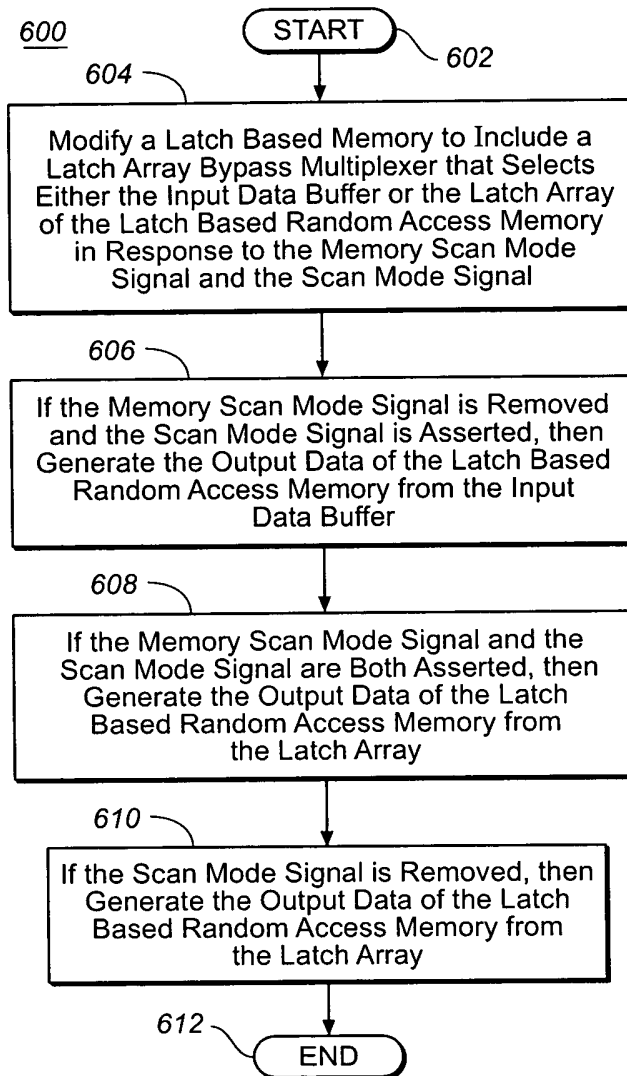 600
START
602
604
Modify a Latch Based Memory to Include a
Latch Array Bypass Multiplexer that Selects
Either the Input Data Buffer or the Latch Array
of the Latch Based Random Access Memory
in Response to the Memory Scan Mode
Signal and the Scan Mode Signal
606
If the Memory Scan Mode Signal is Removed
and the Scan Mode Signal is Asserted, then
Generate the Output Data of the Latch Based
Random Access Memory from the Input
Data Buffer
608
If the Memory Scan Mode Signal and the
Scan Mode Signal are Both Asserted, then
Generate the Output Data of the Latch
Based Random Access Memory from
the Latch Array
610
If the Scan Mode Signal is Removed, then
Generate the Output Data of the Latch
Based Random Access Memory from
the Latch Array
612
END